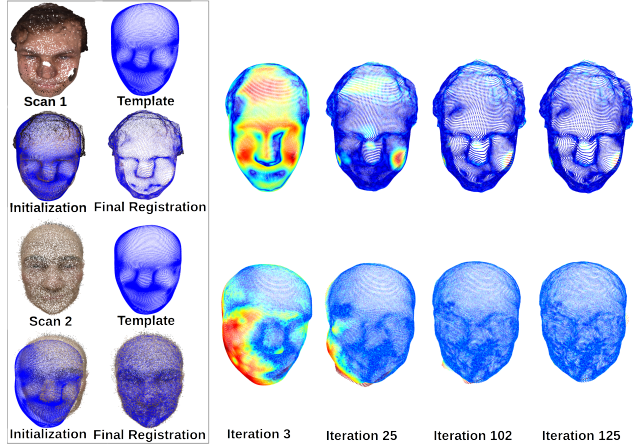 Scan 1 Template
Initialization Final Registration
Scan 2 Template
Initialization Final Registration
Iteration 3 Iteration 25 Iteration 102 Iteration 125